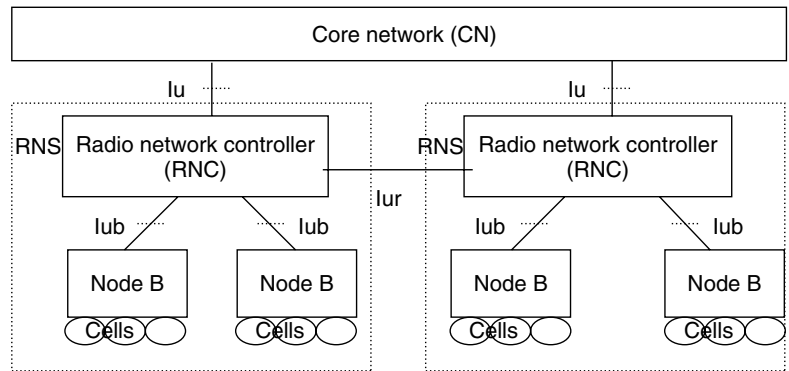 Core network (CN)
Iu
Iu
RNS
Radio network controller
(RNC)
RNS
Radio network controller
(RNC)
Iur
Iub
Iub
Iub
Iub
Node B
Node B
Node B
Node B
Cells
Cells
Cells
Cells